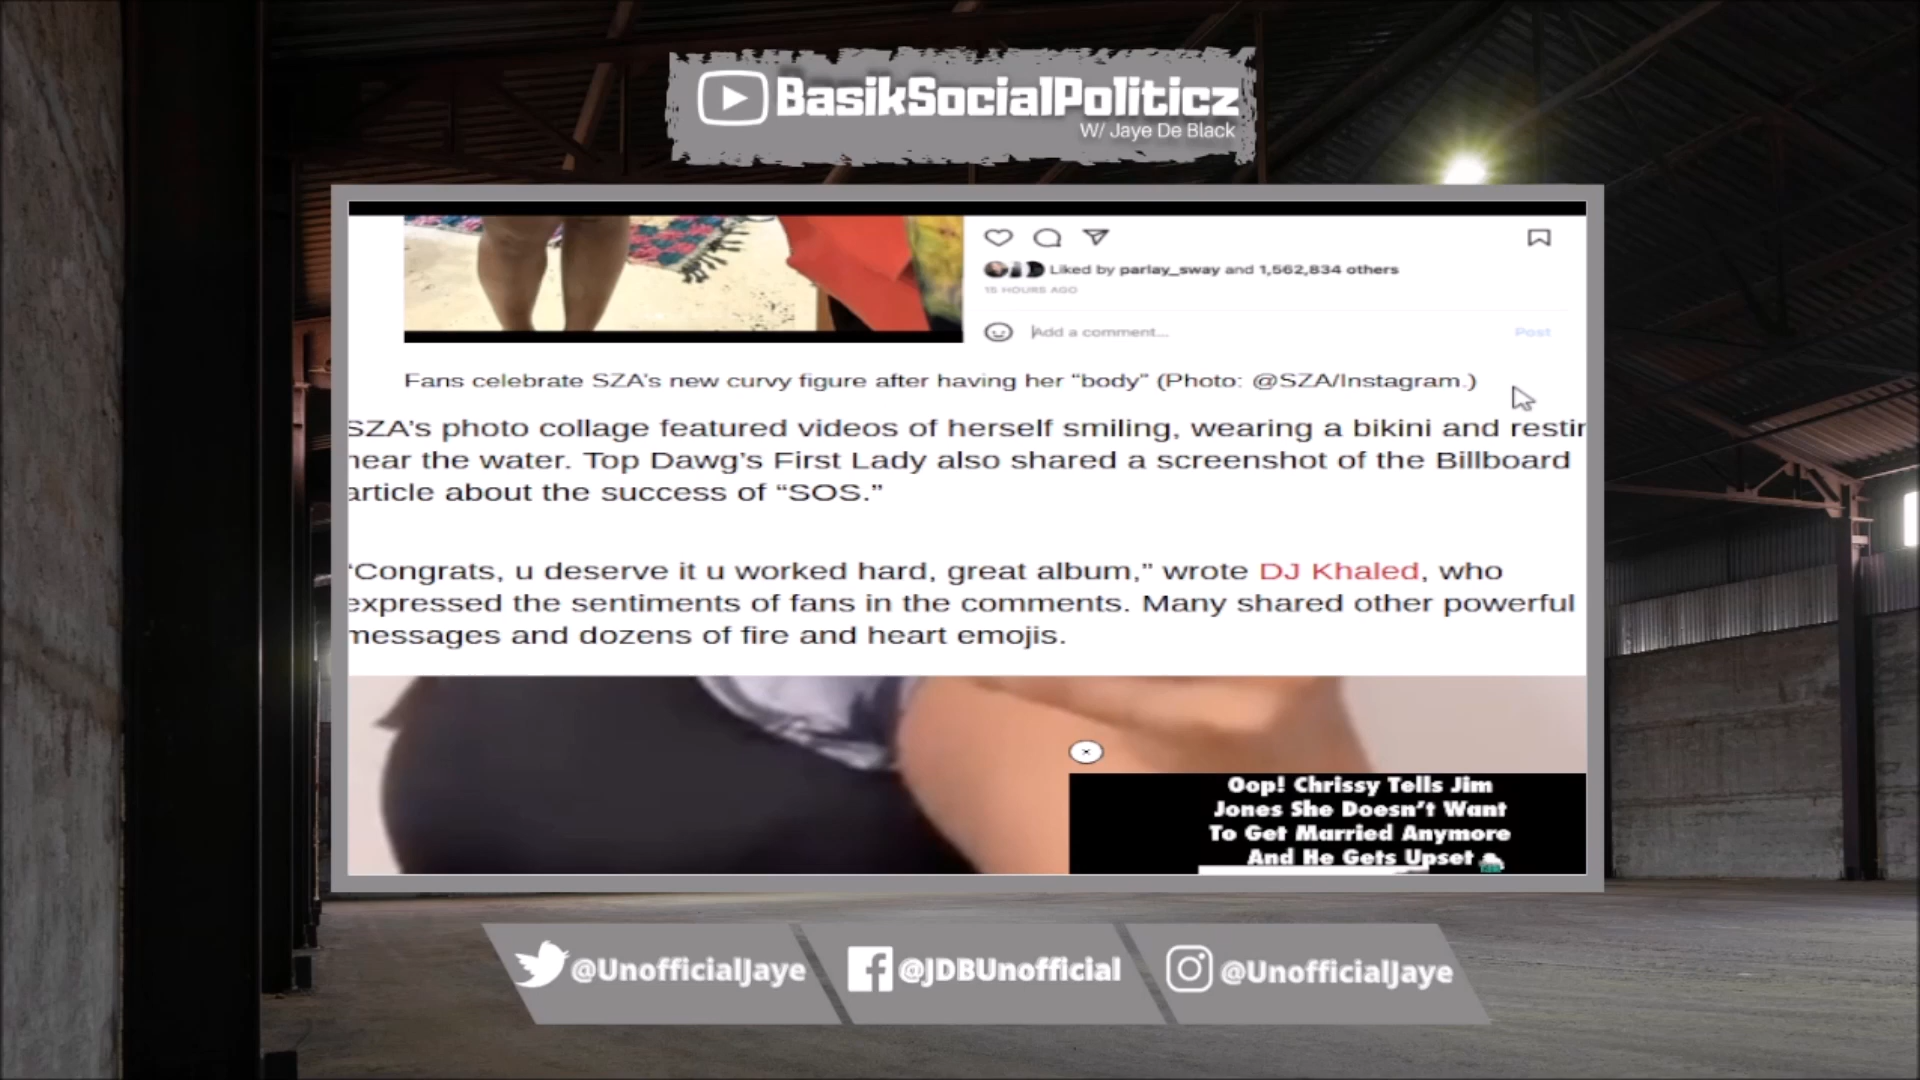 BasikSocialPoliticz
W/ Jaye De Black
Liked by parlay_sway and 1,562,834 others
15 HOURS AGO
Add a comment...
Post
Fans celebrate SZA's new curvy figure after having her “body” (Photo: @SZA/Instagram.)
SZA's photo collage featured videos of herself smiling, wearing a bikini and restin
near the water. Top Dawg's First Lady also shared a screenshot of the Billboard
article about the success of “SOS.”
“Congrats, u deserve it u worked hard, great album,” wrote DJ Khaled, who
expressed the sentiments of fans in the comments. Many shared other powerful
messages and dozens of fire and heart emojis.
Oop! Chrissy Tells Jim
Jones She Doesn't Want
To Get Married Anymore
And He Gets Upset
@UnofficialJaye
@JDBUnofficial
@UnofficialJaye